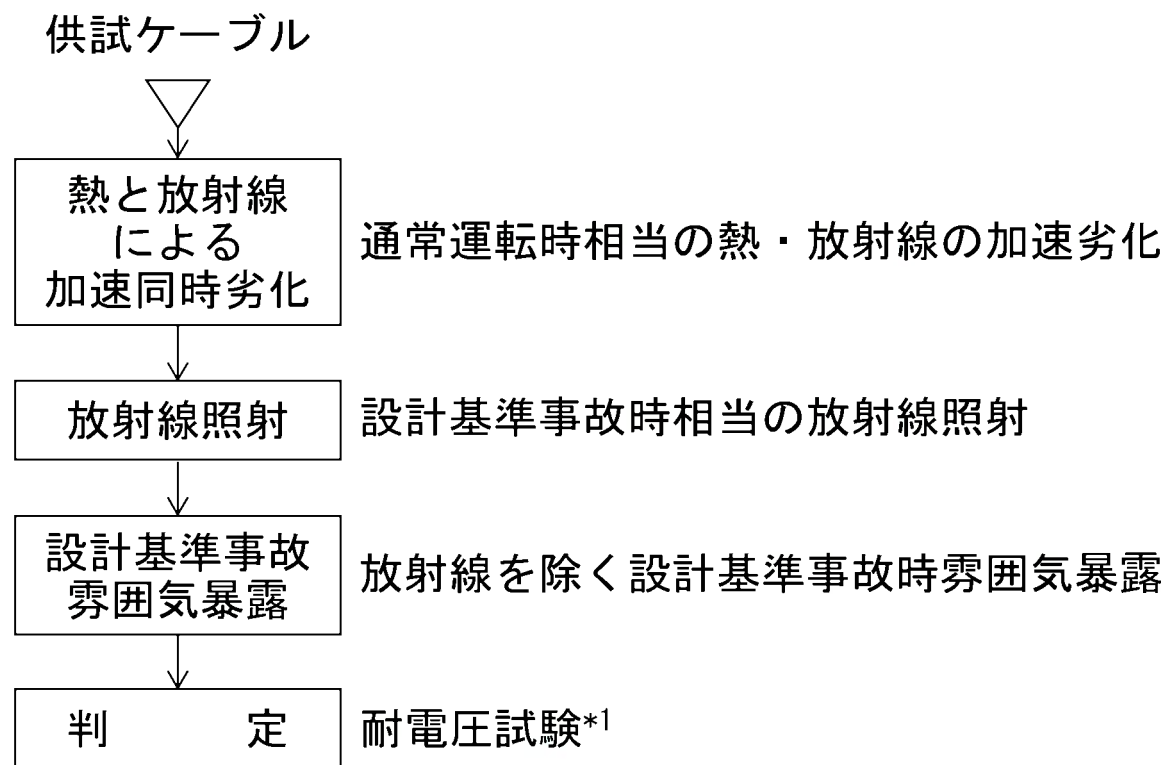 供試ケーブル
熱と放射線
による
加速同時劣化
通常運転時相当の熱・放射線の加速劣化
放射線照射
設計基準事故時相当の放射線照射
設計基準事故
雰囲気暴露
放射線を除く設計基準事故時雰囲気暴露
判　　　定
耐電圧試験*1